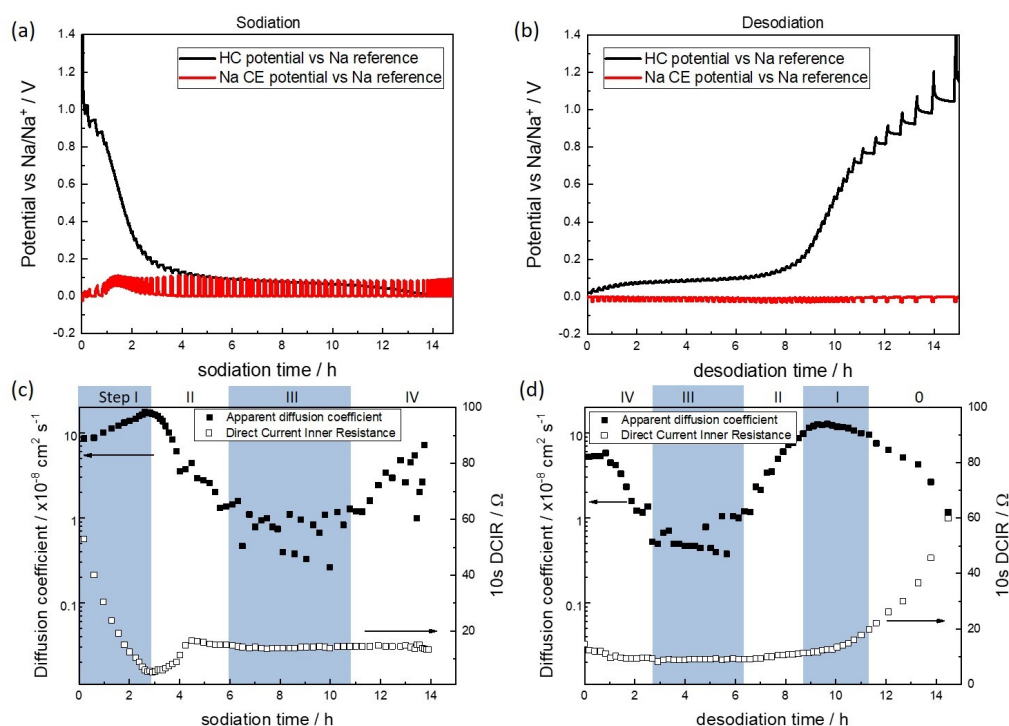 Sodiation
(a)
HC potential vs Na reference
Na CE potential vs Na reference
Potential vs Na/Na⁺ / V
1.4
1.2
1.0
0.8
0.6
0.4
0.2
0.0
-0.2
0 2 4 6 8 10 12 14
sodiation time / h
Desodiation
(b)
HC potential vs Na reference
Na CE potential vs Na reference
Potential vs Na/Na⁺ / V
1.4
1.2
1.0
0.8
0.6
0.4
0.2
0.0
-0.2
0 2 4 6 8 10 12 14
desodiation time / h
(c)
Step I II III IV
Apparent diffusion coefficient
Direct Current Inner Resistance
Diffusion coefficient / x10⁻⁸ cm² s⁻¹
10
1
0.1
100
80
60
40
20
0
10s DCIR / Ω
0 2 4 6 8 10 12 14 16
sodiation time / h
(d)
IV III II I 0
Apparent diffusion coefficient
Direct Current Inner Resistance
Diffusion coefficient / x10⁻⁸ cm² s⁻¹
10
1
0.1
100
80
60
40
20
0
10s DCIR / Ω
0 2 4 6 8 10 12 14
desodiation time / h